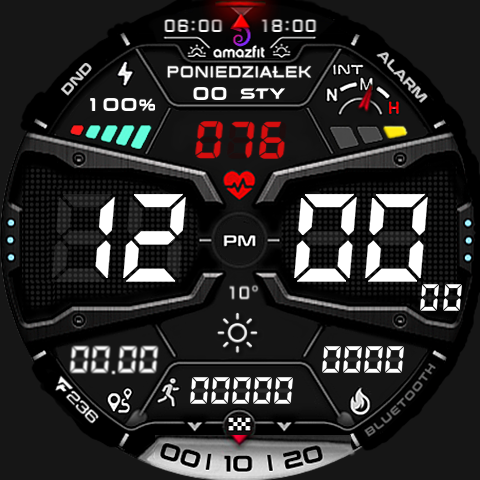 06:00 18:00
amazfit
DND
100%
PONIEDZIAŁEK
00 STY
INT
N M H
ALARM
076
12 00
PM
00
10°
00.00
0000
00000
F236
BLUETOOTH
00 | 10 | 20